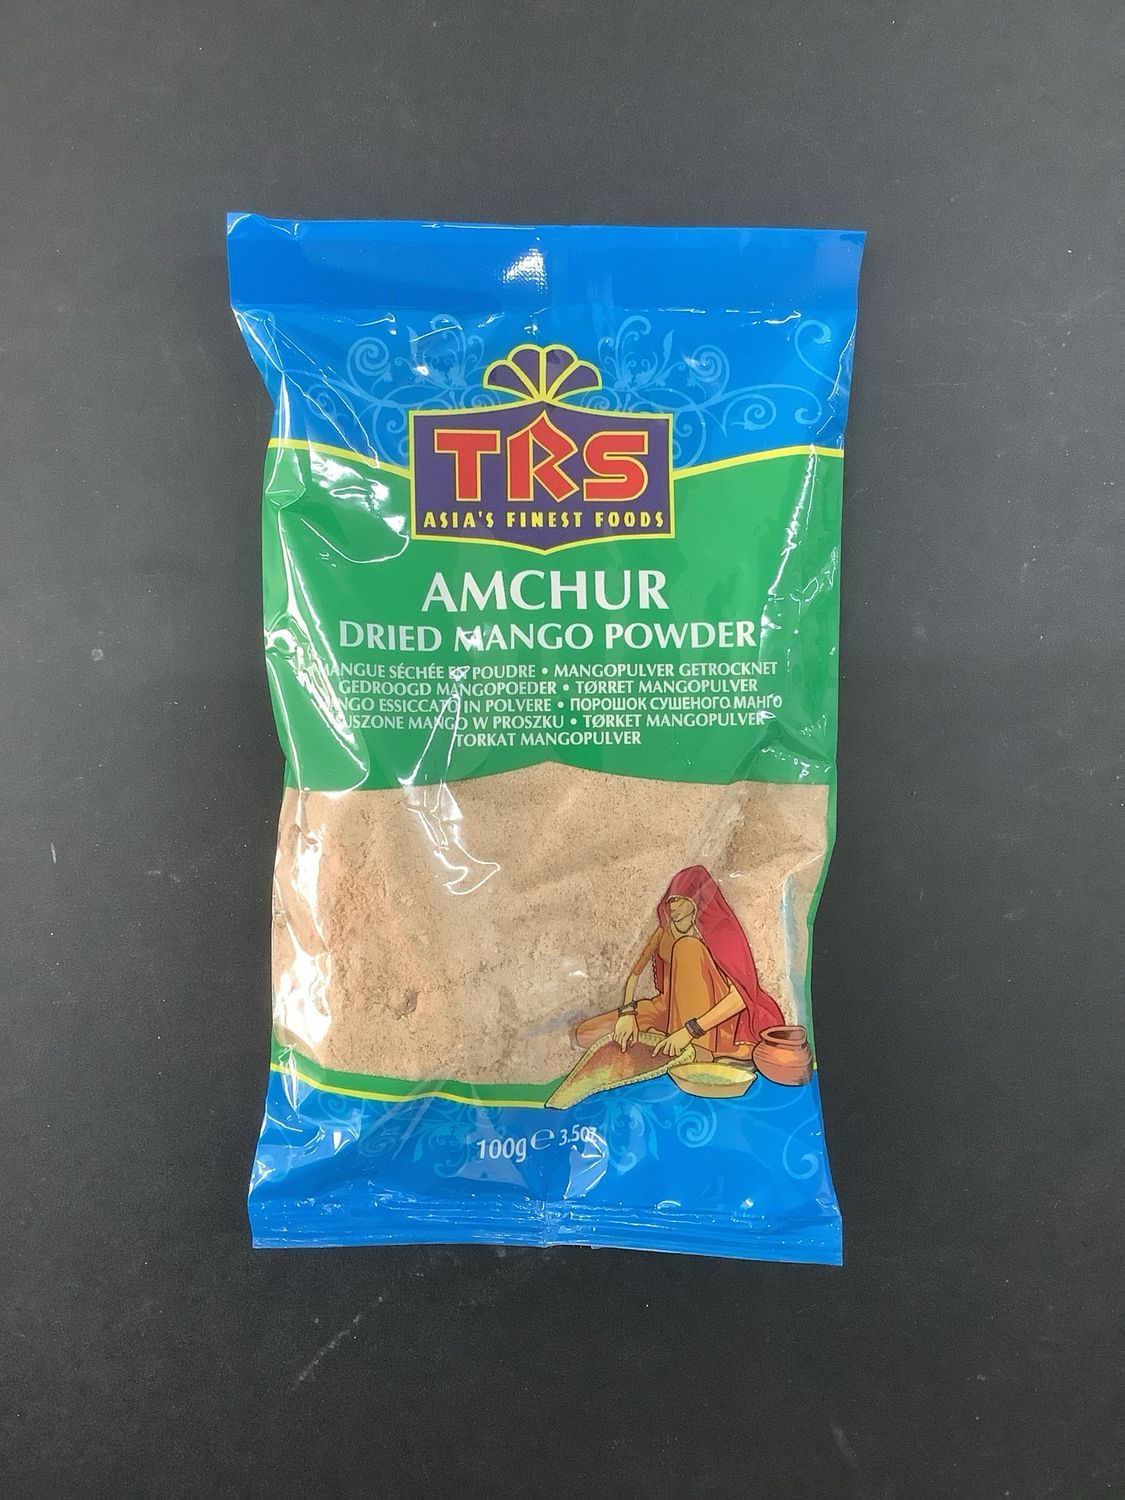 TRS
ASIA'S FINEST FOODS
AMCHUR
DRIED MANGO POWDER
MANGUE SÉCHÉE EN POUDRE • MANGOPULVER GETROCKNET
GEDROOGD MANGOPOEDER • TØRRET MANGOPULVER
MANGO ESSICCATO IN POLVERE • ПОРОШОК СУШЕНОГО МАНГО
SUSZONE MANGO W PROSZKU • TØRKET MANGOPULVER
TORKAT MANGOPULVER
100g ℮ 3.5oz